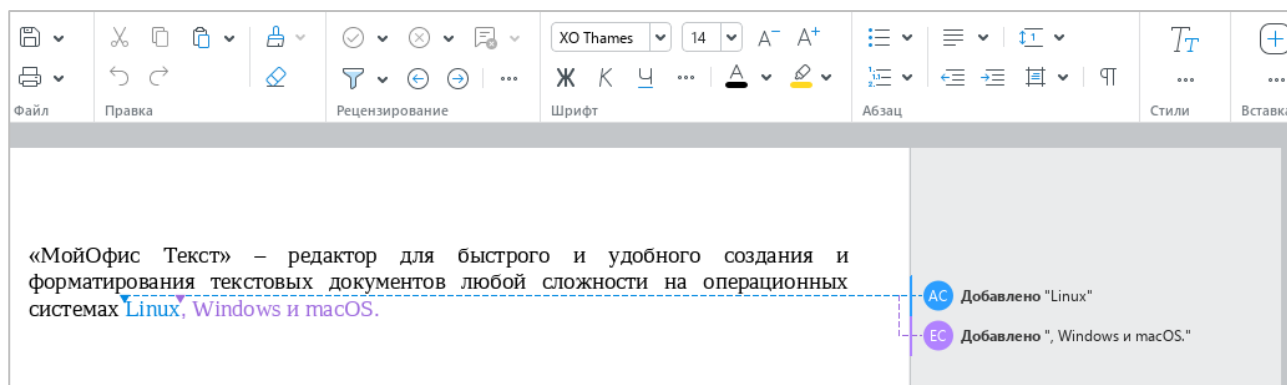 XO Thames 14 A⁻ A⁺ Tт
Ж К Ч ··· А ¶
Файл Правка Рецензирование Шрифт Абзац Стили Вставка
«МойОфис Текст» – редактор для быстрого и удобного создания и
форматирования текстовых документов любой сложности на операционных
системах Linux, Windows и macOS.
АС Добавлено "Linux"
ЕС Добавлено ", Windows и macOS."